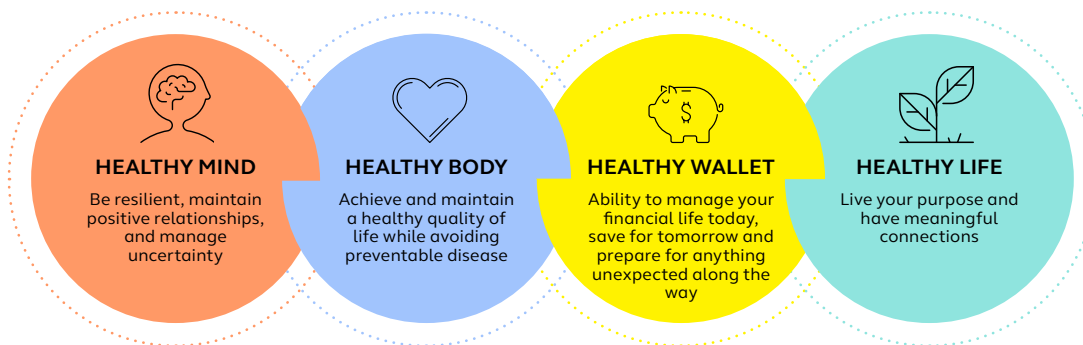 HEALTHY MIND
Be resilient, maintain
positive relationships,
and manage
uncertainty
HEALTHY BODY
Achieve and maintain
a healthy quality of
life while avoiding
preventable disease
$
HEALTHY WALLET
Ability to manage your
financial life today,
save for tomorrow and
prepare for anything
unexpected along the
way
HEALTHY LIFE
Live your purpose and
have meaningful
connections